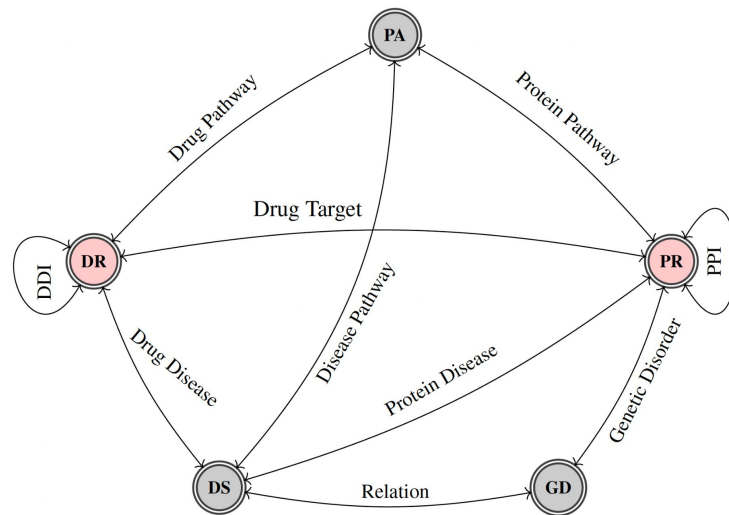 PA
Drug Pathway
Protein Pathway
Drug Target
DR
PR
DDI
PPI
Disease Pathway
Drug Disease
Protein Disease
Genetic Disorder
DS
Relation
GD